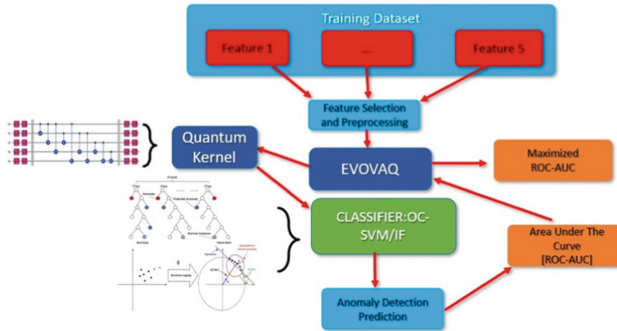 Training Dataset
Feature 1
...
Feature 5
Feature Selection
and Preprocessing
Quantum
Kernel
EVOVAQ
Maximized
ROC-AUC
CLASSIFIER:OC-
SVM/IF
Area Under The
Curve
[ROC-AUC]
Anomaly Detection
Prediction